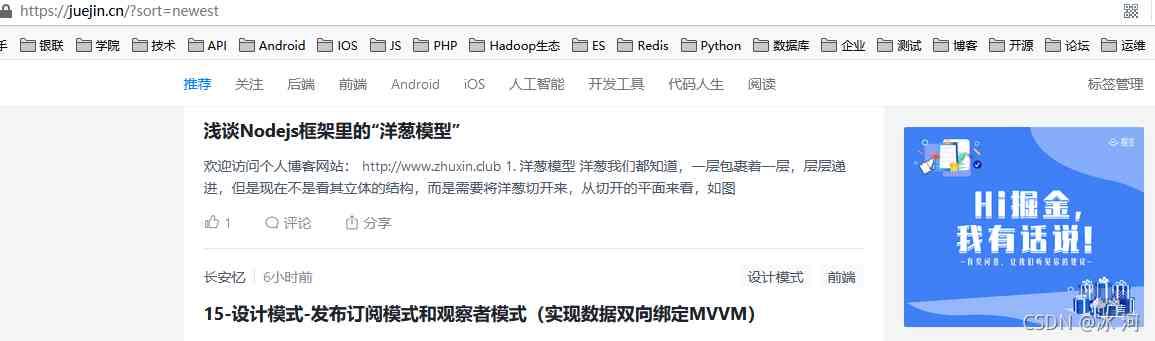 https://juejin.cn/?sort=newest
手 银联 学院 技术 API Android IOS JS PHP Hadoop生态 ES Redis Python 数据库 企业 测试 博客 开源 论坛 运维
推荐 关注 后端 前端 Android iOS 人工智能 开发工具 代码人生 阅读 标签管理
浅谈Nodejs框架里的“洋葱模型”
欢迎访问个人博客网站： http://www.zhuxin.club 1. 洋葱模型 洋葱我们都知道，一层包裹着一层，层层递
进，但是现在不是看其立体的结构，而是需要将洋葱切开来，从切开的平面来看，如图
1 评论 分享
长安忆 6小时前 设计模式 前端
15-设计模式-发布订阅模式和观察者模式（实现数据双向绑定MVVM）
掘金
Hi掘金，
我有话说！
—有奖问卷，让我们听见你的建议—
CSDN @冰 河